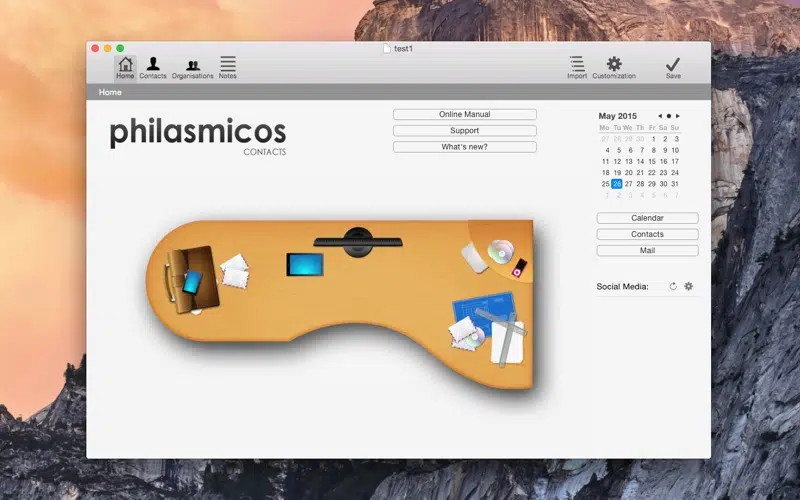 test1
Home
Contacts
Organisations
Notes
Import
Customization
Save
Home
philasmicos
CONTACTS
Online Manual
Support
What's new?
May 2015
Mo Tu We Th Fr Sa Su
27 28 29 30 1 2 3
4 5 6 7 8 9 10
11 12 13 14 15 16 17
18 19 20 21 22 23 24
25 26 27 28 29 30 31
1 2 3 4 5 6 7
Calendar
Contacts
Mail
Social Media: